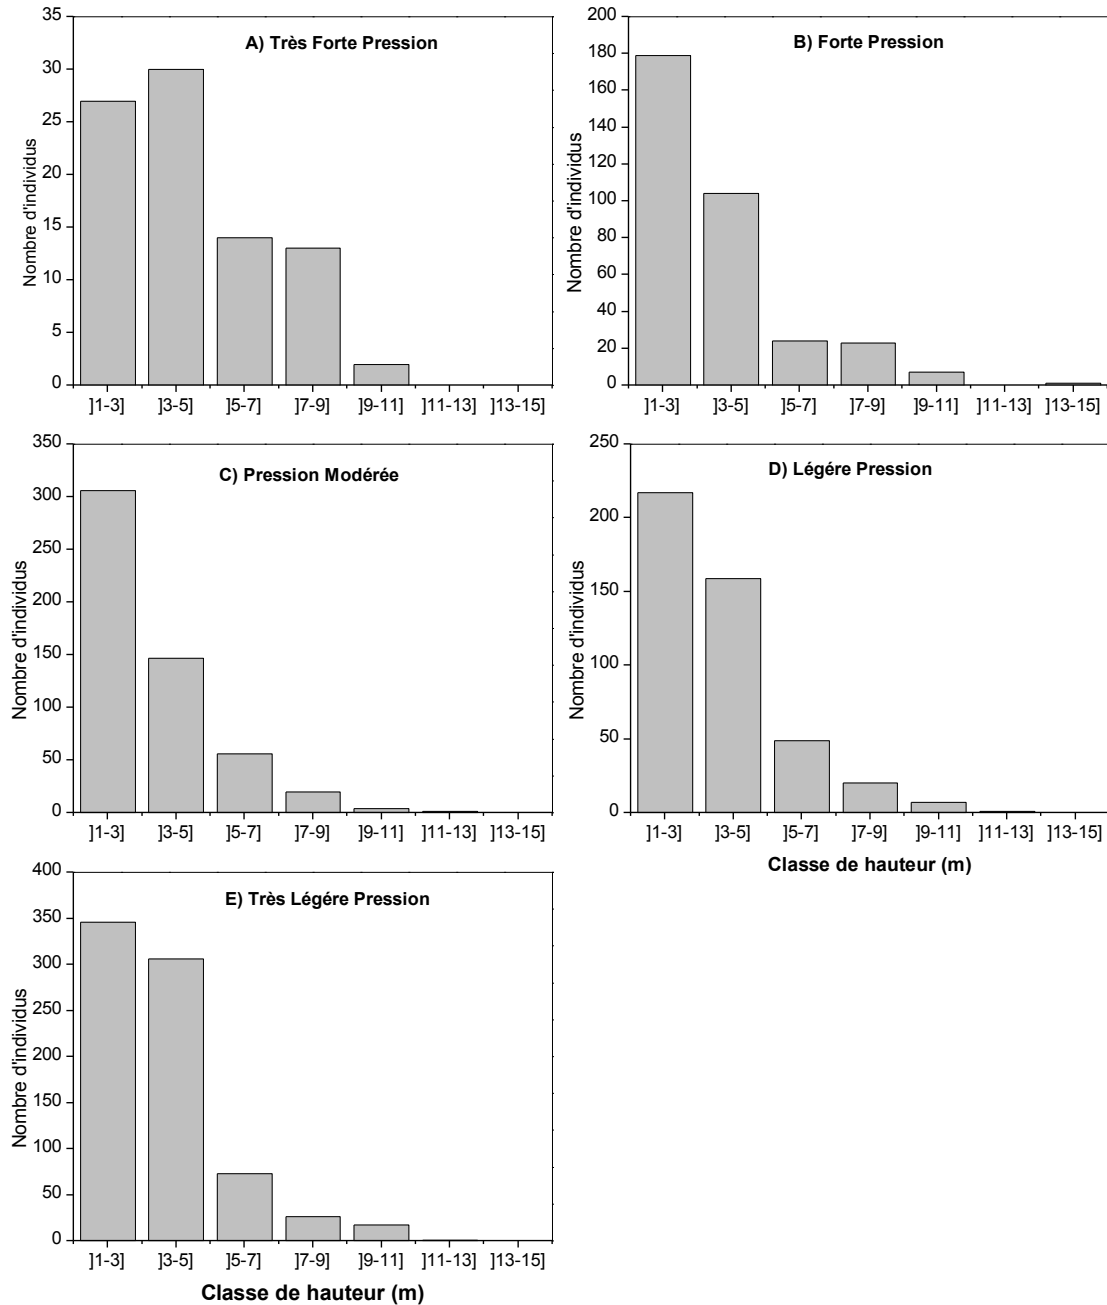 A) Très Forte Pression
Nombre d'individus
35
30
25
20
15
10
5
0
]1-3] ]3-5] ]5-7] ]7-9] ]9-11] ]11-13] ]13-15]
B) Forte Pression
Nombre d'individus
200
180
160
140
120
100
80
60
40
20
0
]1-3] ]3-5] ]5-7] ]7-9] ]9-11] ]11-13] ]13-15]
C) Pression Modérée
Nombre d'individus
350
300
250
200
150
100
50
0
]1-3] ]3-5] ]5-7] ]7-9] ]9-11] ]11-13] ]13-15]
D) Légére Pression
Nombre d'individus
250
200
150
100
50
0
]1-3] ]3-5] ]5-7] ]7-9] ]9-11] ]11-13] ]13-15]
Classe de hauteur (m)
E) Très Légére Pression
Nombre d'individus
400
350
300
250
200
150
100
50
0
]1-3] ]3-5] ]5-7] ]7-9] ]9-11] ]11-13] ]13-15]
Classe de hauteur (m)